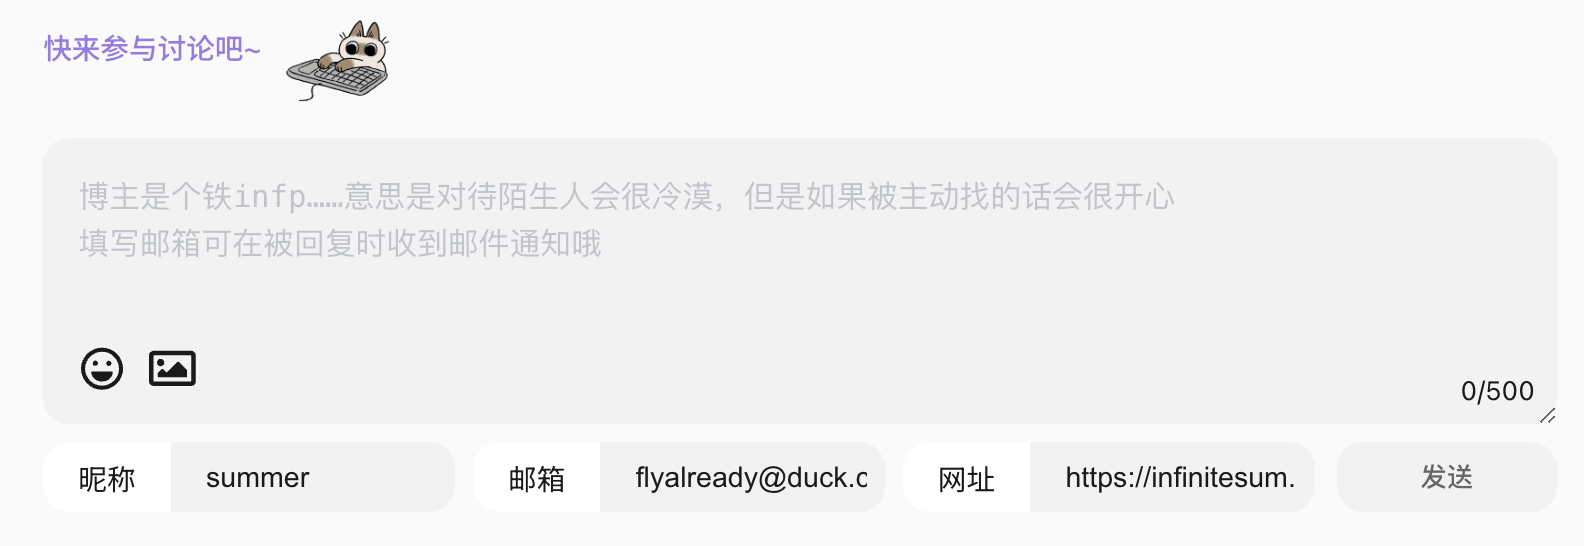 快来参与讨论吧~
博主是个铁infp……意思是对待陌生人会很冷漠，但是如果被主动找的话会很开心
填写邮箱可在被回复时收到邮件通知哦
0/500
昵称 summer 邮箱 flyalready@duck.c 网址 https://infinitesum. 发送